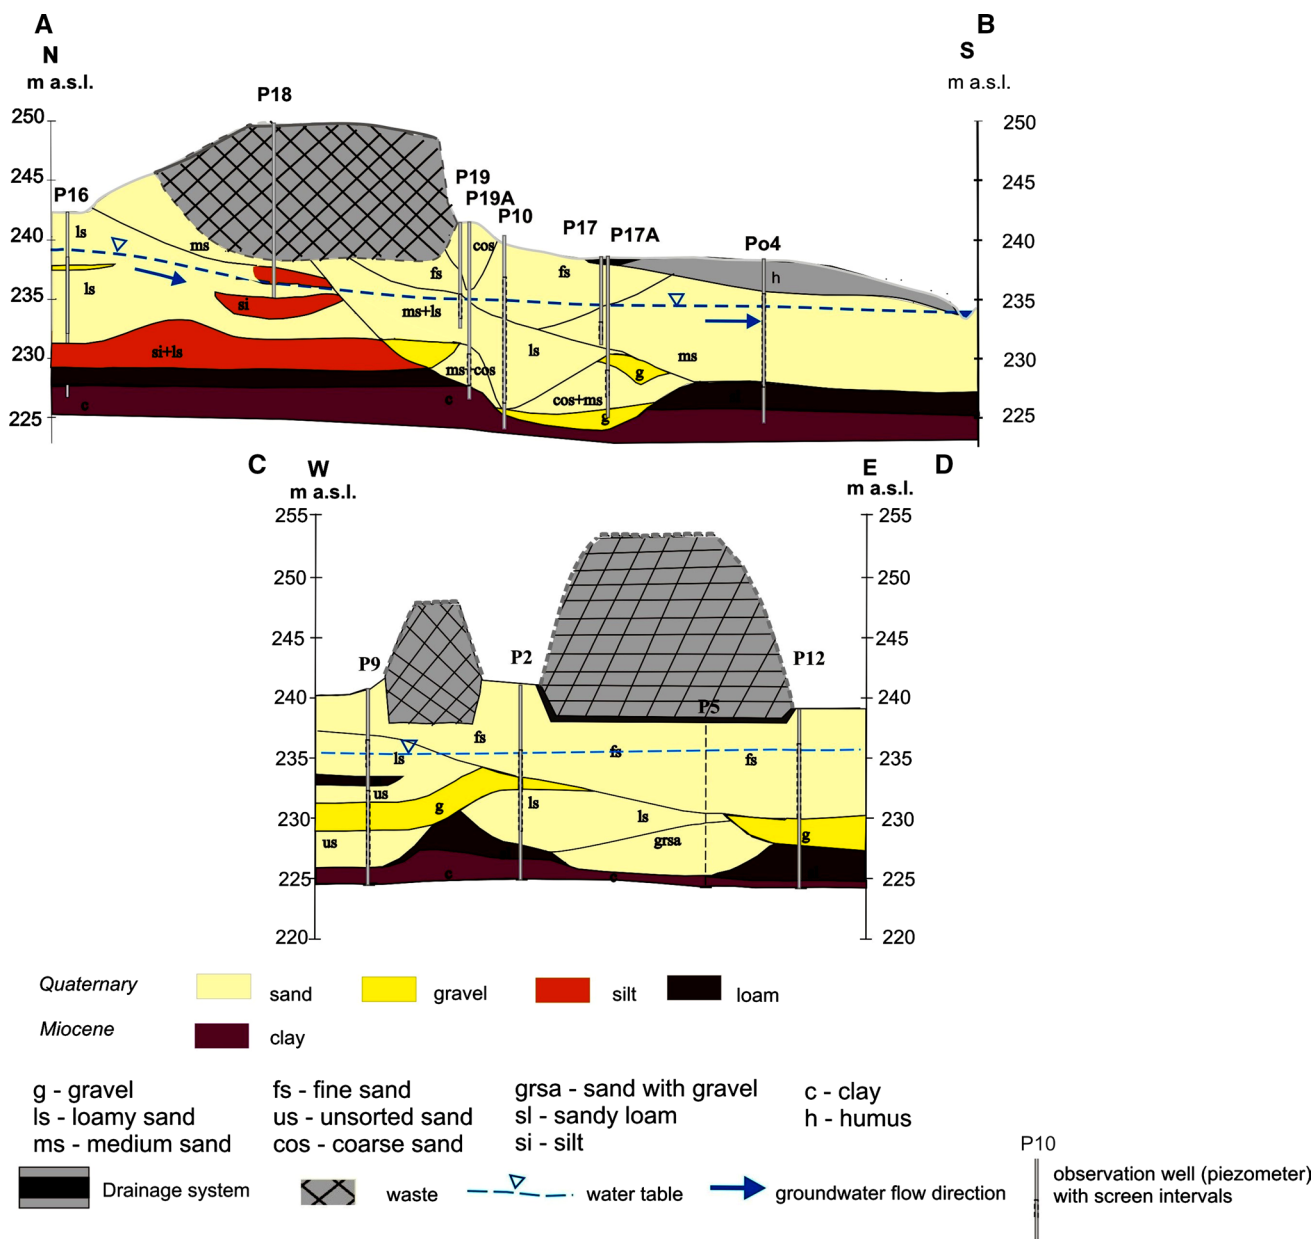 A
B
N
S
m a.s.l.
m a.s.l.
P18
250
250
245
245
P16
P19
P19A
P10
P17
P17A
Po4
240
240
ls
ms
cos
fs
fs
h
ls
235
235
si
ms+ls
230
230
si+ls
ls
ms
ms+cos
g
cos+ms
225
225
c
c
g
C
W
E
D
m a.s.l.
m a.s.l.
255
255
250
250
245
245
P9
P2
P12
240
240
P5
fs
fs
fs
235
235
ls
us
g
ls
ls
230
230
us
grsa
g
225
225
c
c
220
220
Quaternary
sand
gravel
silt
loam
Miocene
clay
g - gravel
fs - fine sand
grsa - sand with gravel
c - clay
ls - loamy sand
us - unsorted sand
sl - sandy loam
h - humus
ms - medium sand
cos - coarse sand
si - silt
P10
Drainage system
waste
water table
groundwater flow direction
observation well (piezometer)
with screen intervals